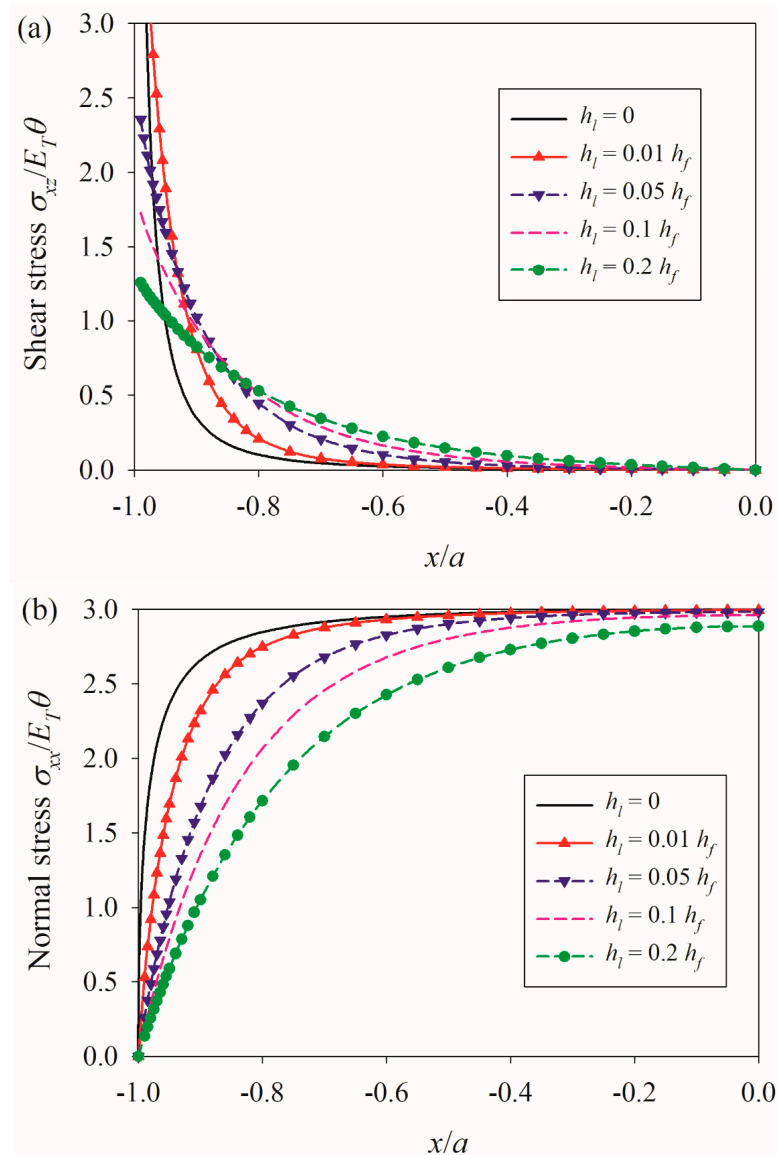 (a)
Shear stress σxz/ETθ
3.0
2.5
2.0
1.5
1.0
0.5
0.0
hl = 0
hl = 0.01 hf
hl = 0.05 hf
hl = 0.1 hf
hl = 0.2 hf
-1.0 -0.8 -0.6 -0.4 -0.2 0.0
x/a
(b)
Normal stress σxx/ETθ
3.0
2.5
2.0
1.5
1.0
0.5
0.0
hl = 0
hl = 0.01 hf
hl = 0.05 hf
hl = 0.1 hf
hl = 0.2 hf
-1.0 -0.8 -0.6 -0.4 -0.2 0.0
x/a